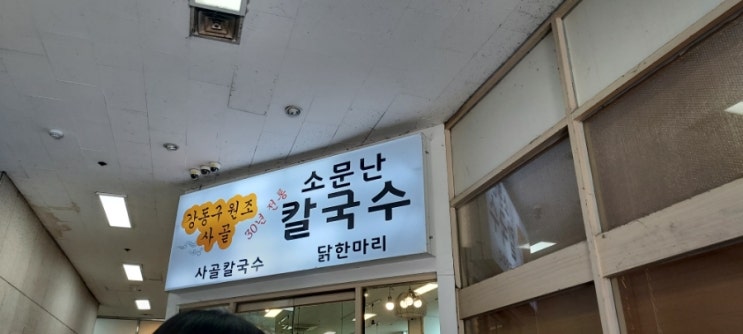 강동구 원조
사골
30년 전통
소문난
칼국수
사골칼국수
닭한마리